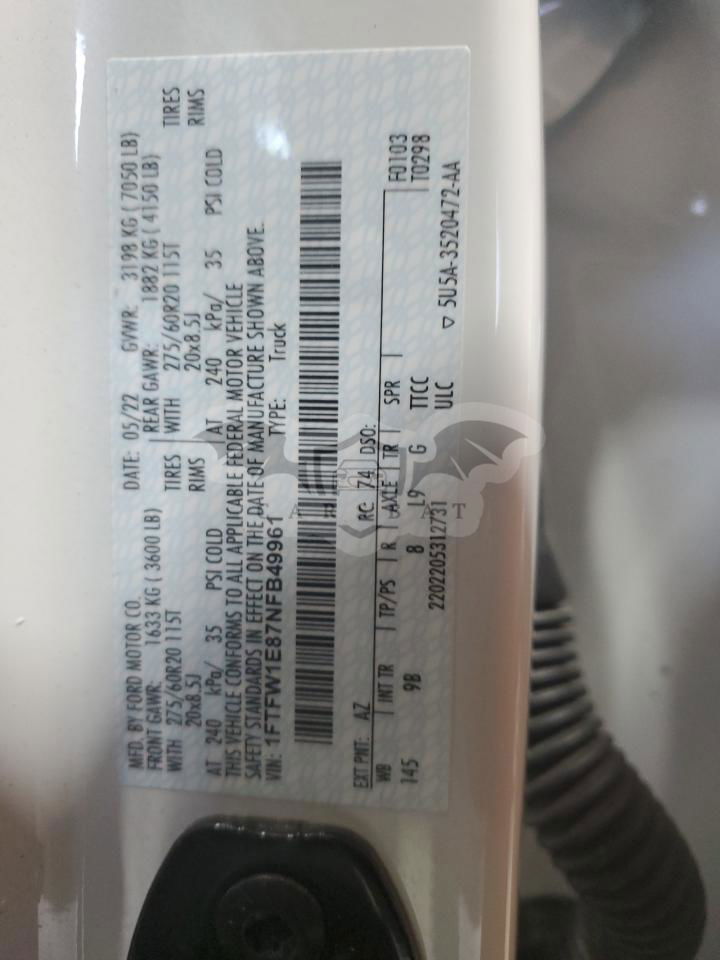 MFD. BY FORD MOTOR CO. DATE: 05/22 GVWR: 3198 KG ( 7050 LB)
FRONT GAWR: 1633 KG ( 3600 LB) REAR GAWR: 1882 KG ( 4150 LB)
WITH 275/60R20 115T TIRES WITH 275/60R20 115T TIRES
20x8.5J RIMS 20x8.5J RIMS
AT 240 kPa/ 35 PSI COLD AT 240 kPa/ 35 PSI COLD
THIS VEHICLE CONFORMS TO ALL APPLICABLE FEDERAL MOTOR VEHICLE
SAFETY STANDARDS IN EFFECT ON THE DATE OF MANUFACTURE SHOWN ABOVE.
VIN: 1FTFW1E87NFB49961 TYPE: Truck
EXT PNT: AZ RC: 74 DSO: F0103
WB INT TR TP/PS R AXLE TR SPR T0298
145 9B 8 L9 G TTCC
2202205312731 ULC ▽ 5U5A-3520472-AA